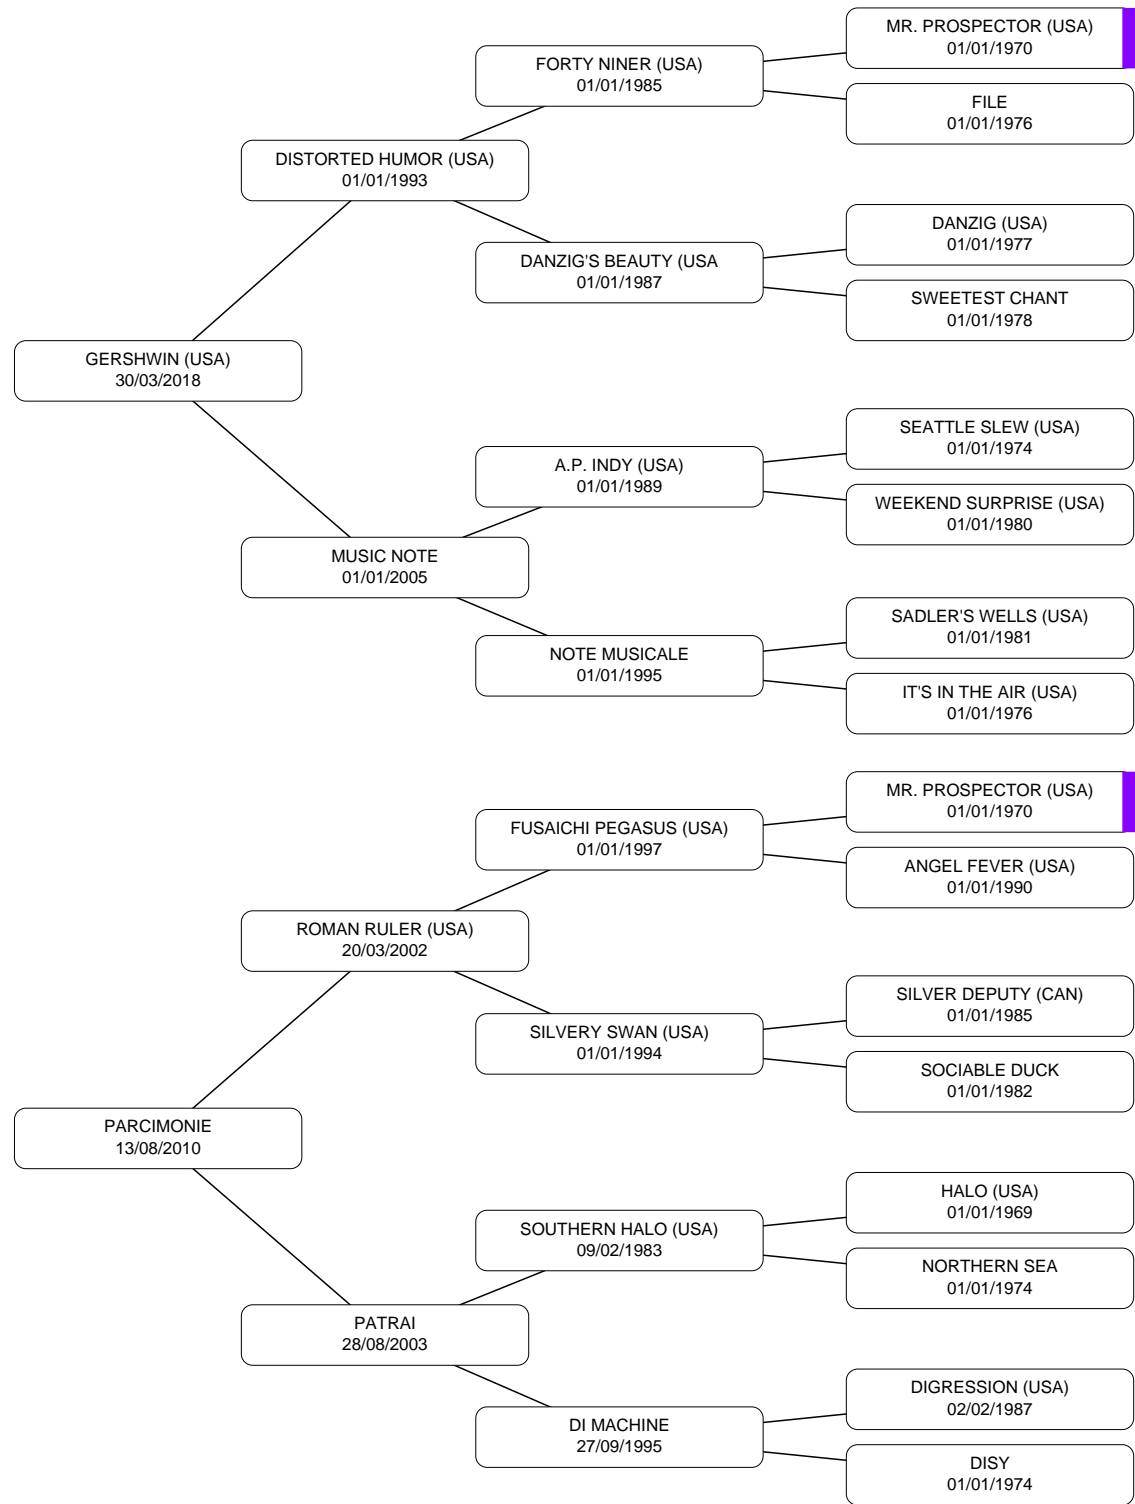 MR. PROSPECTOR (USA)
01/01/1970
FORTY NINER (USA)
01/01/1985
FILE
01/01/1976
DISTORTED HUMOR (USA)
01/01/1993
DANZIG (USA)
01/01/1977
DANZIG'S BEAUTY (USA
01/01/1987
SWEETEST CHANT
01/01/1978
GERSHWIN (USA)
30/03/2018
SEATTLE SLEW (USA)
01/01/1974
A.P. INDY (USA)
01/01/1989
WEEKEND SURPRISE (USA)
01/01/1980
MUSIC NOTE
01/01/2005
SADLER'S WELLS (USA)
01/01/1981
NOTE MUSICALE
01/01/1995
IT'S IN THE AIR (USA)
01/01/1976
MR. PROSPECTOR (USA)
01/01/1970
FUSAICHI PEGASUS (USA)
01/01/1997
ANGEL FEVER (USA)
01/01/1990
ROMAN RULER (USA)
20/03/2002
SILVER DEPUTY (CAN)
01/01/1985
SILVERY SWAN (USA)
01/01/1994
SOCIABLE DUCK
01/01/1982
PARCIMONIE
13/08/2010
HALO (USA)
01/01/1969
SOUTHERN HALO (USA)
09/02/1983
NORTHERN SEA
01/01/1974
PATRAI
28/08/2003
DIGRESSION (USA)
02/02/1987
DI MACHINE
27/09/1995
DISY
01/01/1974